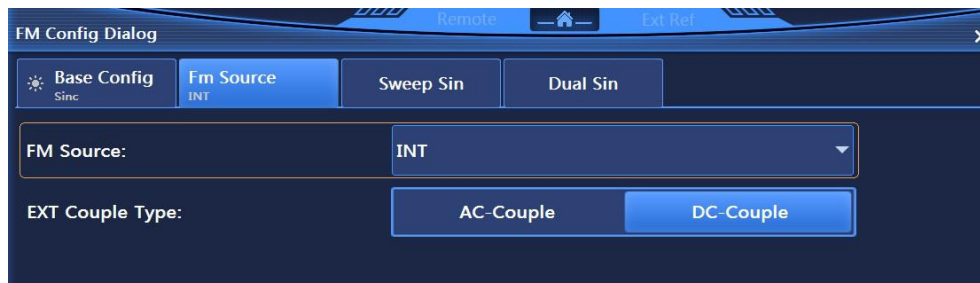 Remote
Ext Ref
FM Config Dialog
Base Config
Sinc
Fm Source
INT
Sweep Sin
Dual Sin
FM Source:
INT
EXT Couple Type:
AC-Couple
DC-Couple